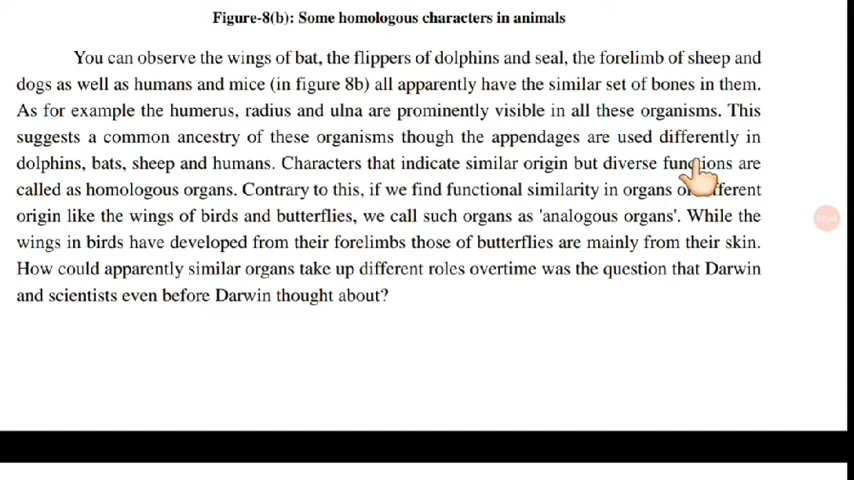 Figure-8(b): Some homologous characters in animals
You can observe the wings of bat, the flippers of dolphins and seal, the forelimb of sheep and
dogs as well as humans and mice (in figure 8b) all apparently have the similar set of bones in them.
As for example the humerus, radius and ulna are prominently visible in all these organisms. This
suggests a common ancestry of these organisms though the appendages are used differently in
dolphins, bats, sheep and humans. Characters that indicate similar origin but diverse functions are
called as homologous organs. Contrary to this, if we find functional similarity in organs
origin like the wings of birds and butterflies, we call such organs as 'analogous organs'. While the
wings in birds have developed from their forelimbs those of butterflies are mainly from their skin.
How could apparently similar organs take up different roles overtime was the question that Darwin
and scientists even before Darwin thought about?